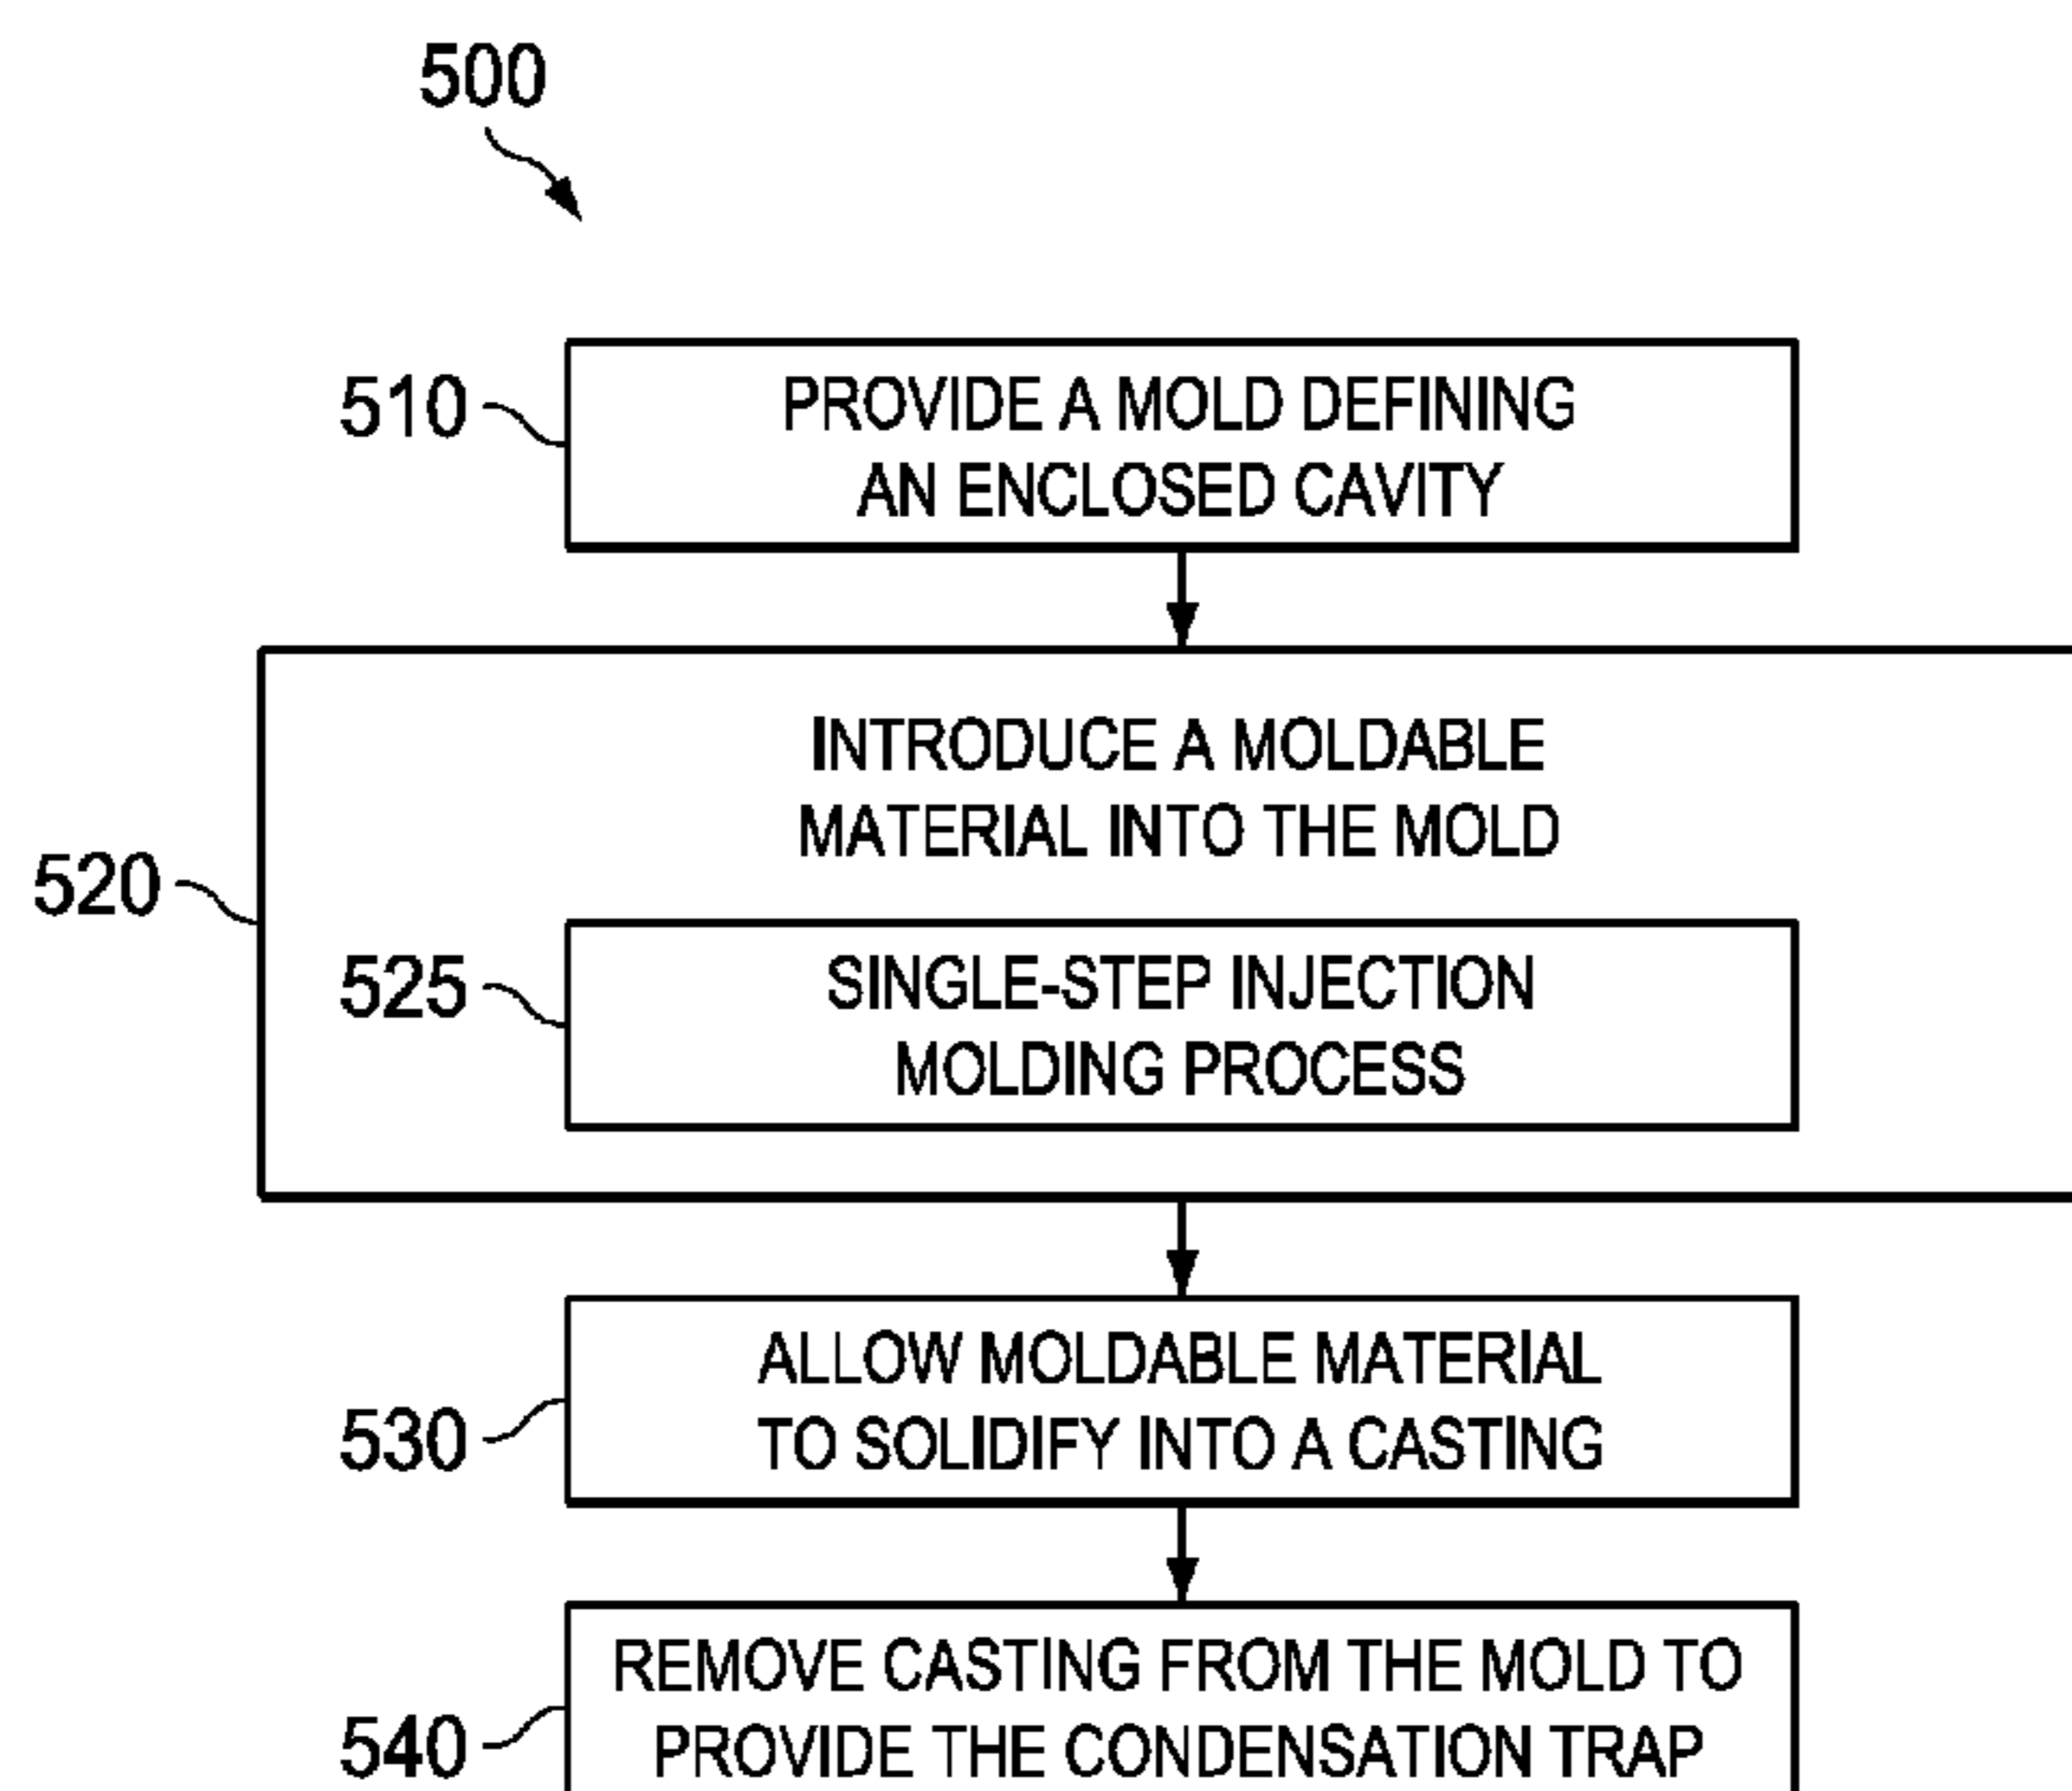 500
510
PROVIDE A MOLD DEFINING
AN ENCLOSED CAVITY
520
INTRODUCE A MOLDABLE
MATERIAL INTO THE MOLD
525
SINGLE-STEP INJECTION
MOLDING PROCESS
530
ALLOW MOLDABLE MATERIAL
TO SOLIDIFY INTO A CASTING
540
REMOVE CASTING FROM THE MOLD TO
PROVIDE THE CONDENSATION TRAP